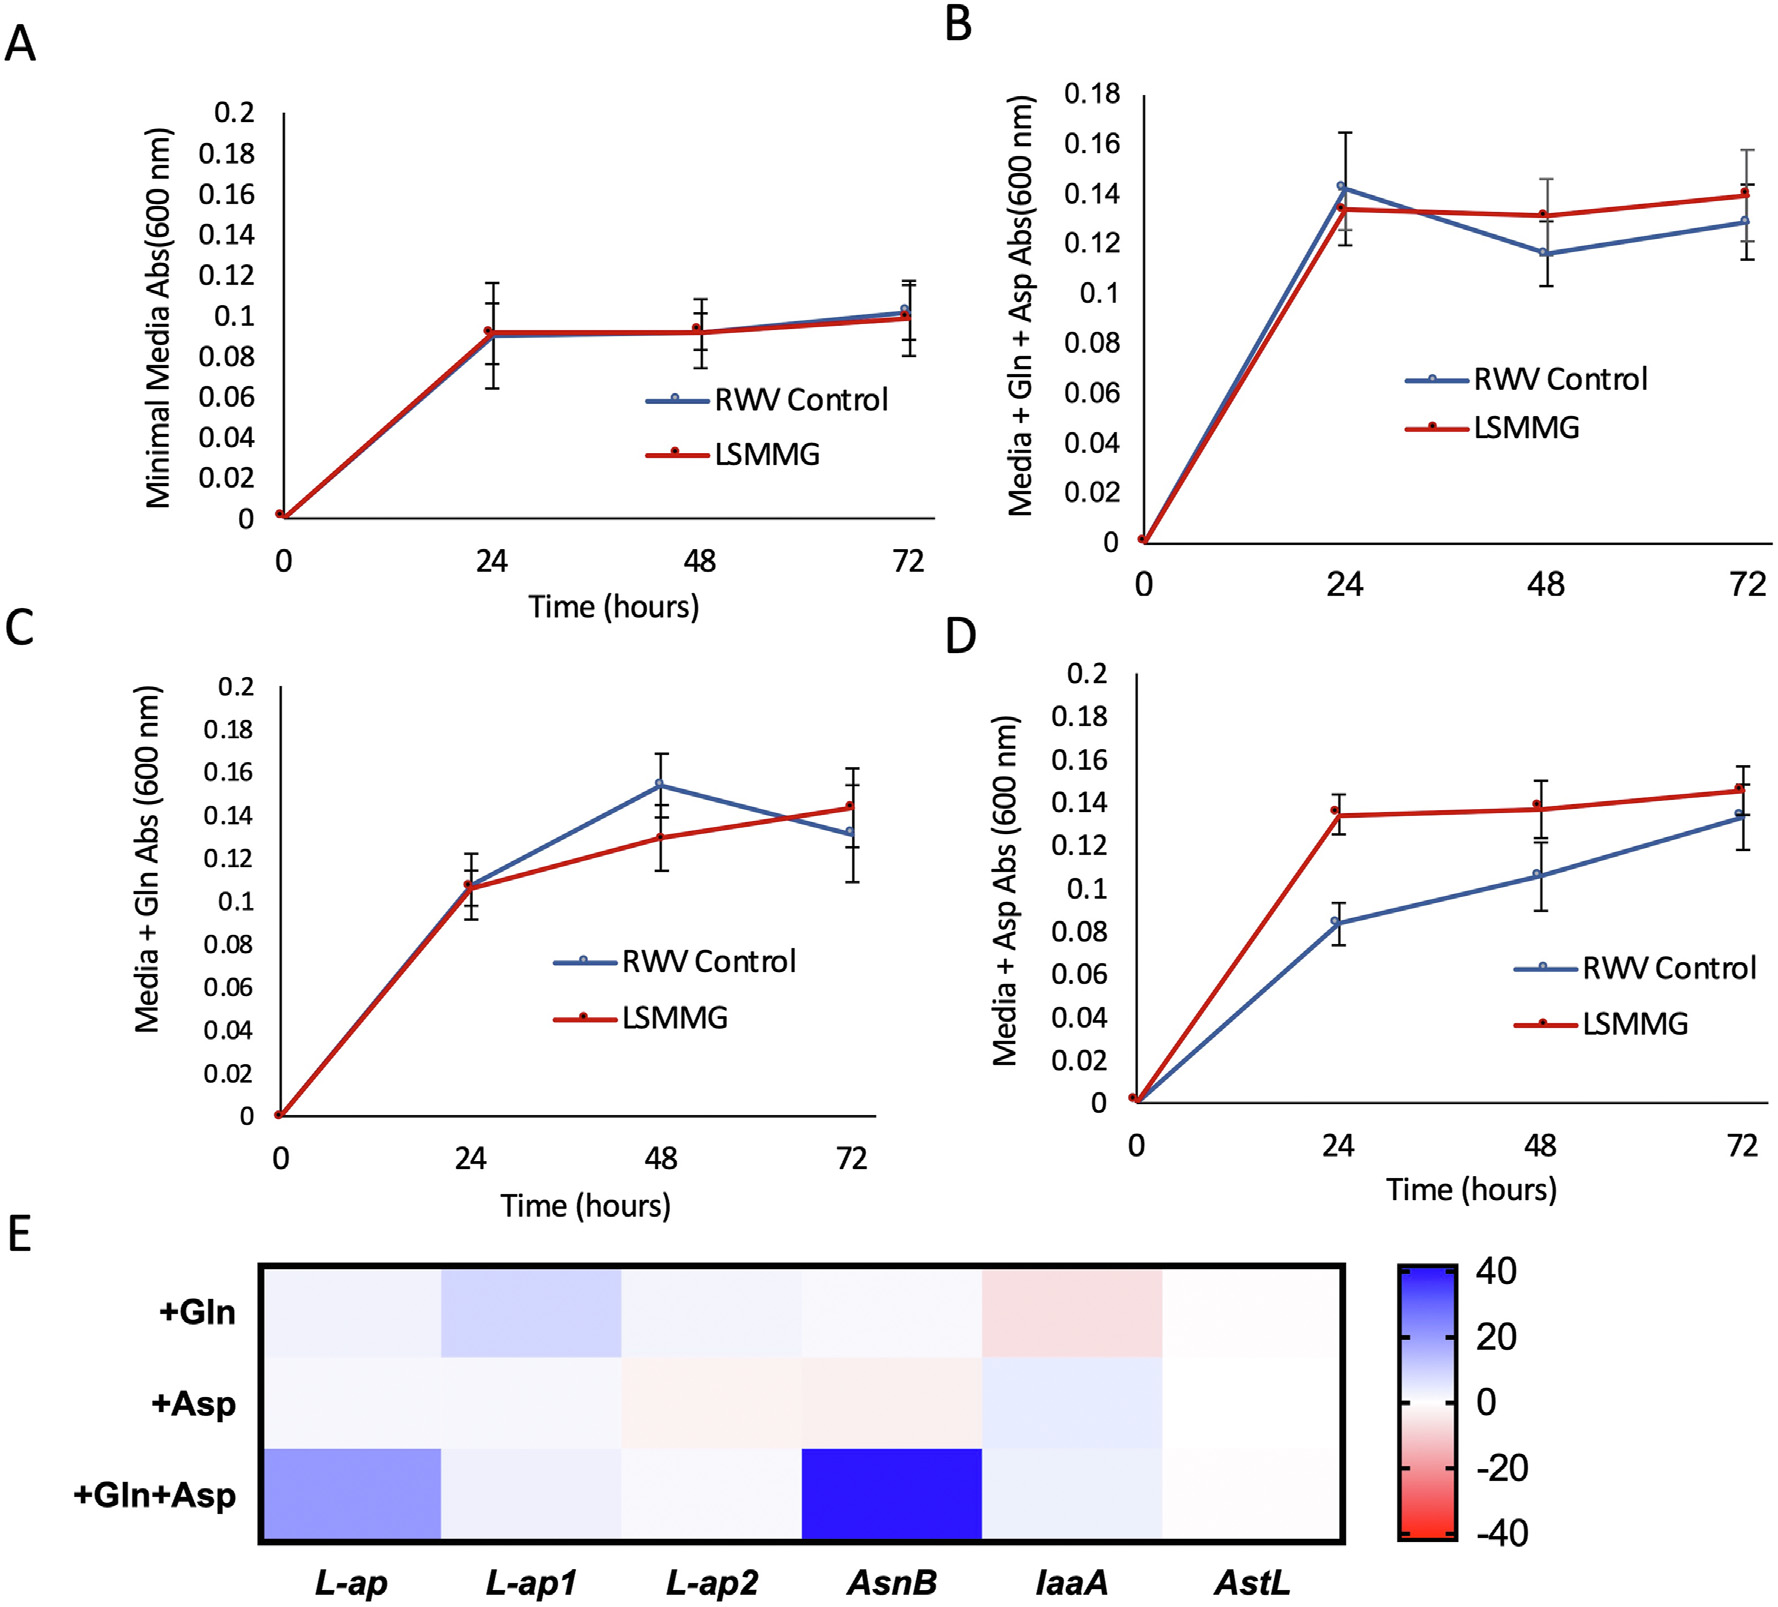 A
Minimal Media Abs(600 nm)
0.2
0.18
0.16
0.14
0.12
0.1
0.08
0.06
0.04
0.02
0
0 24 48 72
Time (hours)
RWV Control
LSMMG
B
Media + Gln + Asp Abs(600 nm)
0.18
0.16
0.14
0.12
0.1
0.08
0.06
0.04
0.02
0
0 24 48 72
RWV Control
LSMMG
C
Media + Gln Abs (600 nm)
0.2
0.18
0.16
0.14
0.12
0.1
0.08
0.06
0.04
0.02
0
0 24 48 72
Time (hours)
RWV Control
LSMMG
D
Media + Asp Abs (600 nm)
0.2
0.18
0.16
0.14
0.12
0.1
0.08
0.06
0.04
0.02
0
0 24 48 72
Time (hours)
RWV Control
LSMMG
E
+Gln
+Asp
+Gln+Asp
L-ap L-ap1 L-ap2 AsnB IaaA AstL
40
20
0
-20
-40